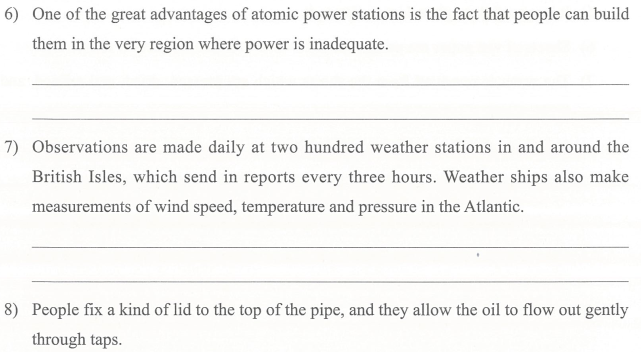 6) One of the great advantages of atomic power stations is the fact that people can build
them in the very region where power is inadequate.
7) Observations are made daily at two hundred weather stations in and around the
British Isles, which send in reports every three hours. Weather ships also make
measurements of wind speed, temperature and pressure in the Atlantic.
8) People fix a kind of lid to the top of the pipe, and they allow the oil to flow out gently
through taps.